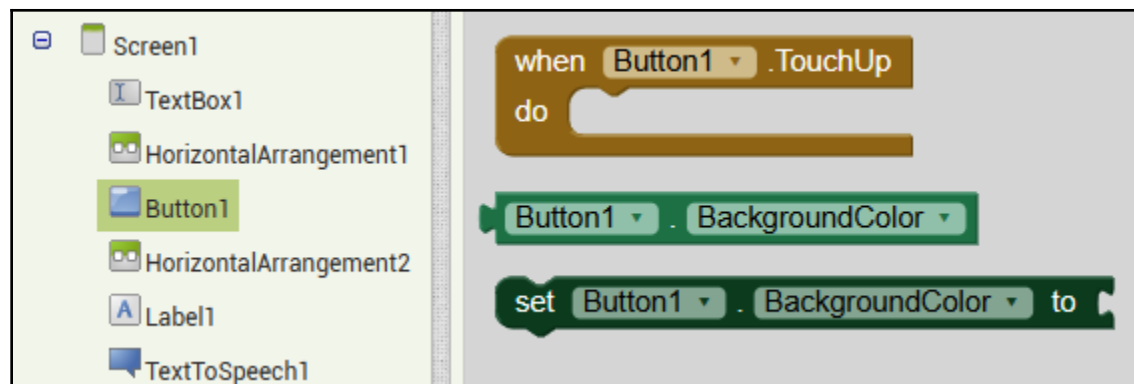 Screen1
TextBox1
HorizontalArrangement1
Button1
HorizontalArrangement2
Label1
TextToSpeech1
when Button1 .TouchUp
do
Button1 . BackgroundColor
set Button1 . BackgroundColor to